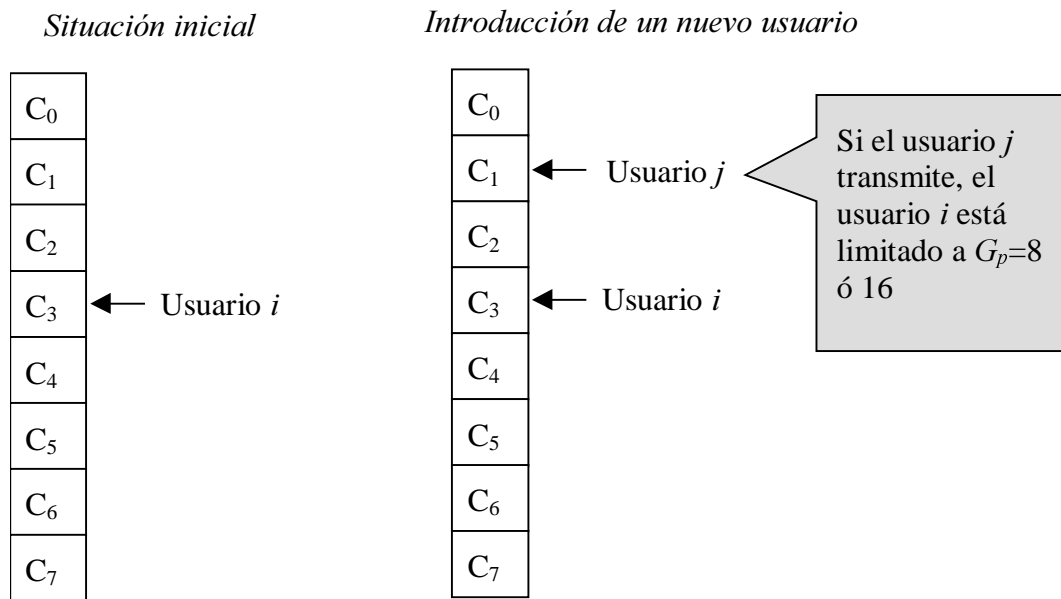 Situación inicial
C0
C1
C2
C3
C4
C5
C6
C7
Usuario i
Introducción de un nuevo usuario
C0
C1
C2
C3
C4
C5
C6
C7
Usuario j
Usuario i
Si el usuario j
transmite, el
usuario i está
limitado a Gp=8
ó 16